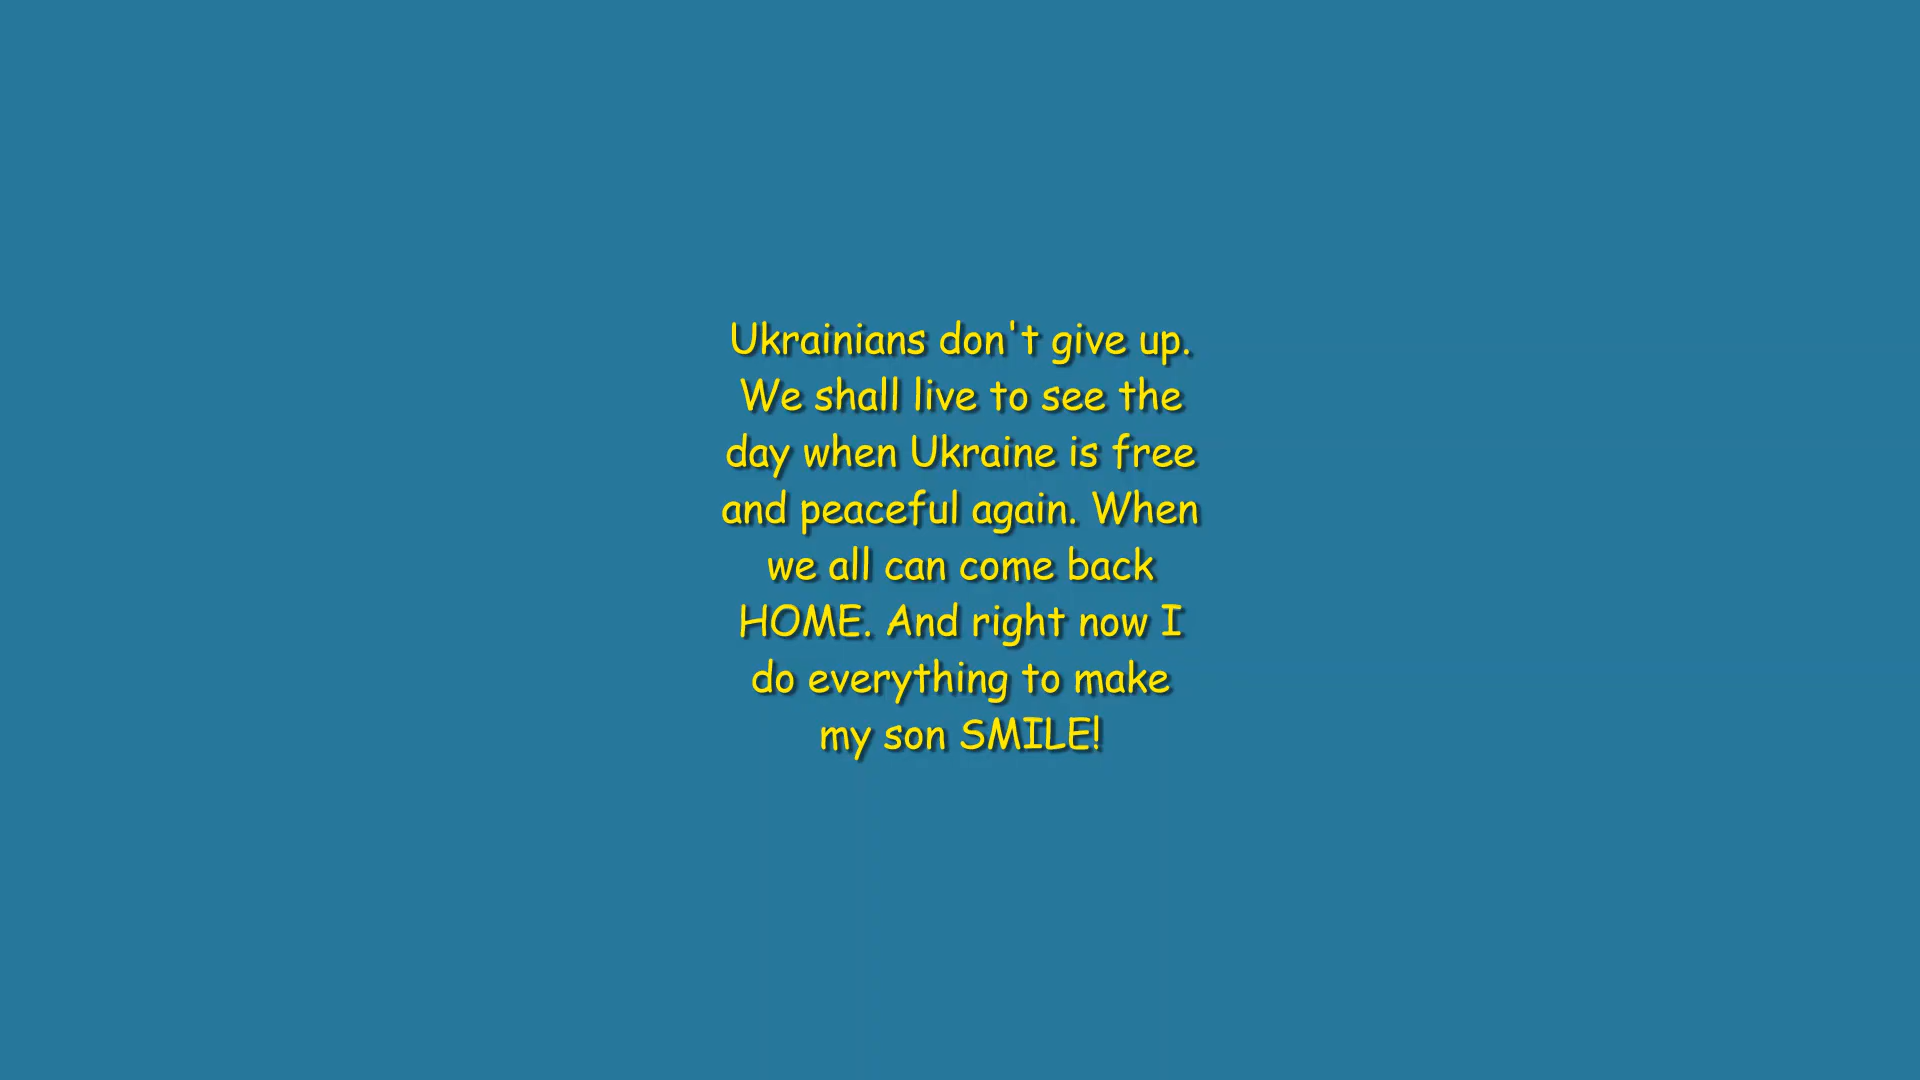 Ukrainians don't give up.
We shall live to see the
day when Ukraine is free
and peaceful again. When
we all can come back
HOME. And right now I
do everything to make
my son SMILE!